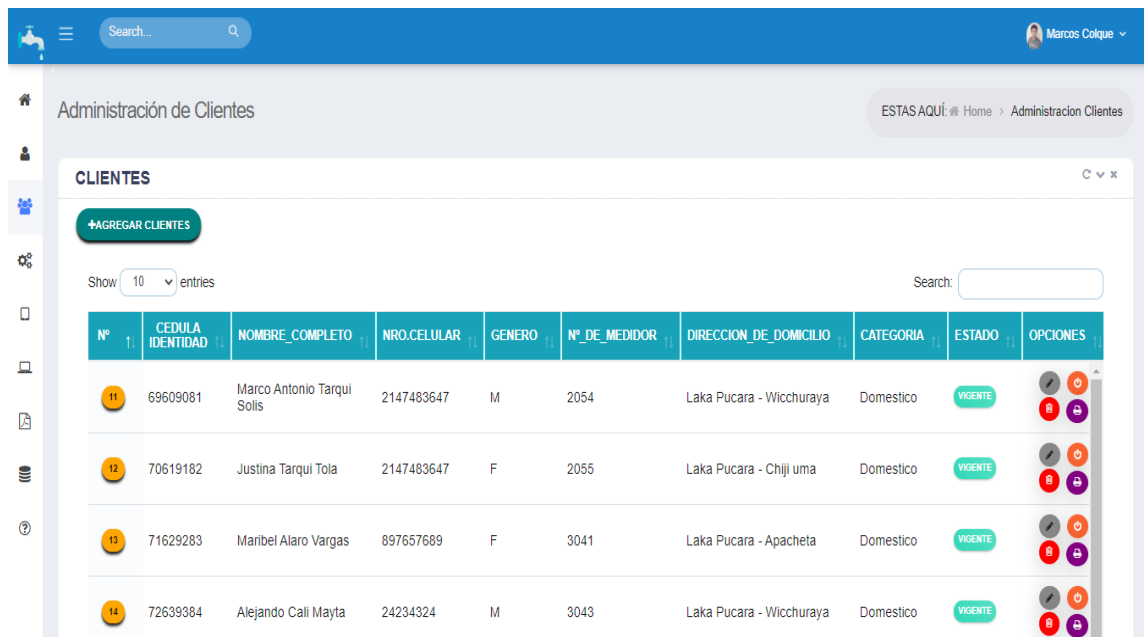 Search...
Marcos Colque
Administración de Clientes
ESTAS AQUÍ: Home > Administracion Clientes
CLIENTES
+AGREGAR CLIENTES
Show 10 entries
Search:
Nº CEDULA IDENTIDAD NOMBRE_COMPLETO NRO.CELULAR GENERO Nº_DE_MEDIDOR DIRECCION_DE_DOMICILIO CATEGORIA ESTADO OPCIONES
11 69609081 Marco Antonio Tarqui Solis 2147483647 M 2054 Laka Pucara - Wicchuraya Domestico VIGENTE
12 70619182 Justina Tarqui Tola 2147483647 F 2055 Laka Pucara - Chiji uma Domestico VIGENTE
13 71629283 Maribel Alaro Vargas 897657689 F 3041 Laka Pucara - Apacheta Domestico VIGENTE
14 72639384 Alejando Cali Mayta 24234324 M 3043 Laka Pucara - Wicchuraya Domestico VIGENTE